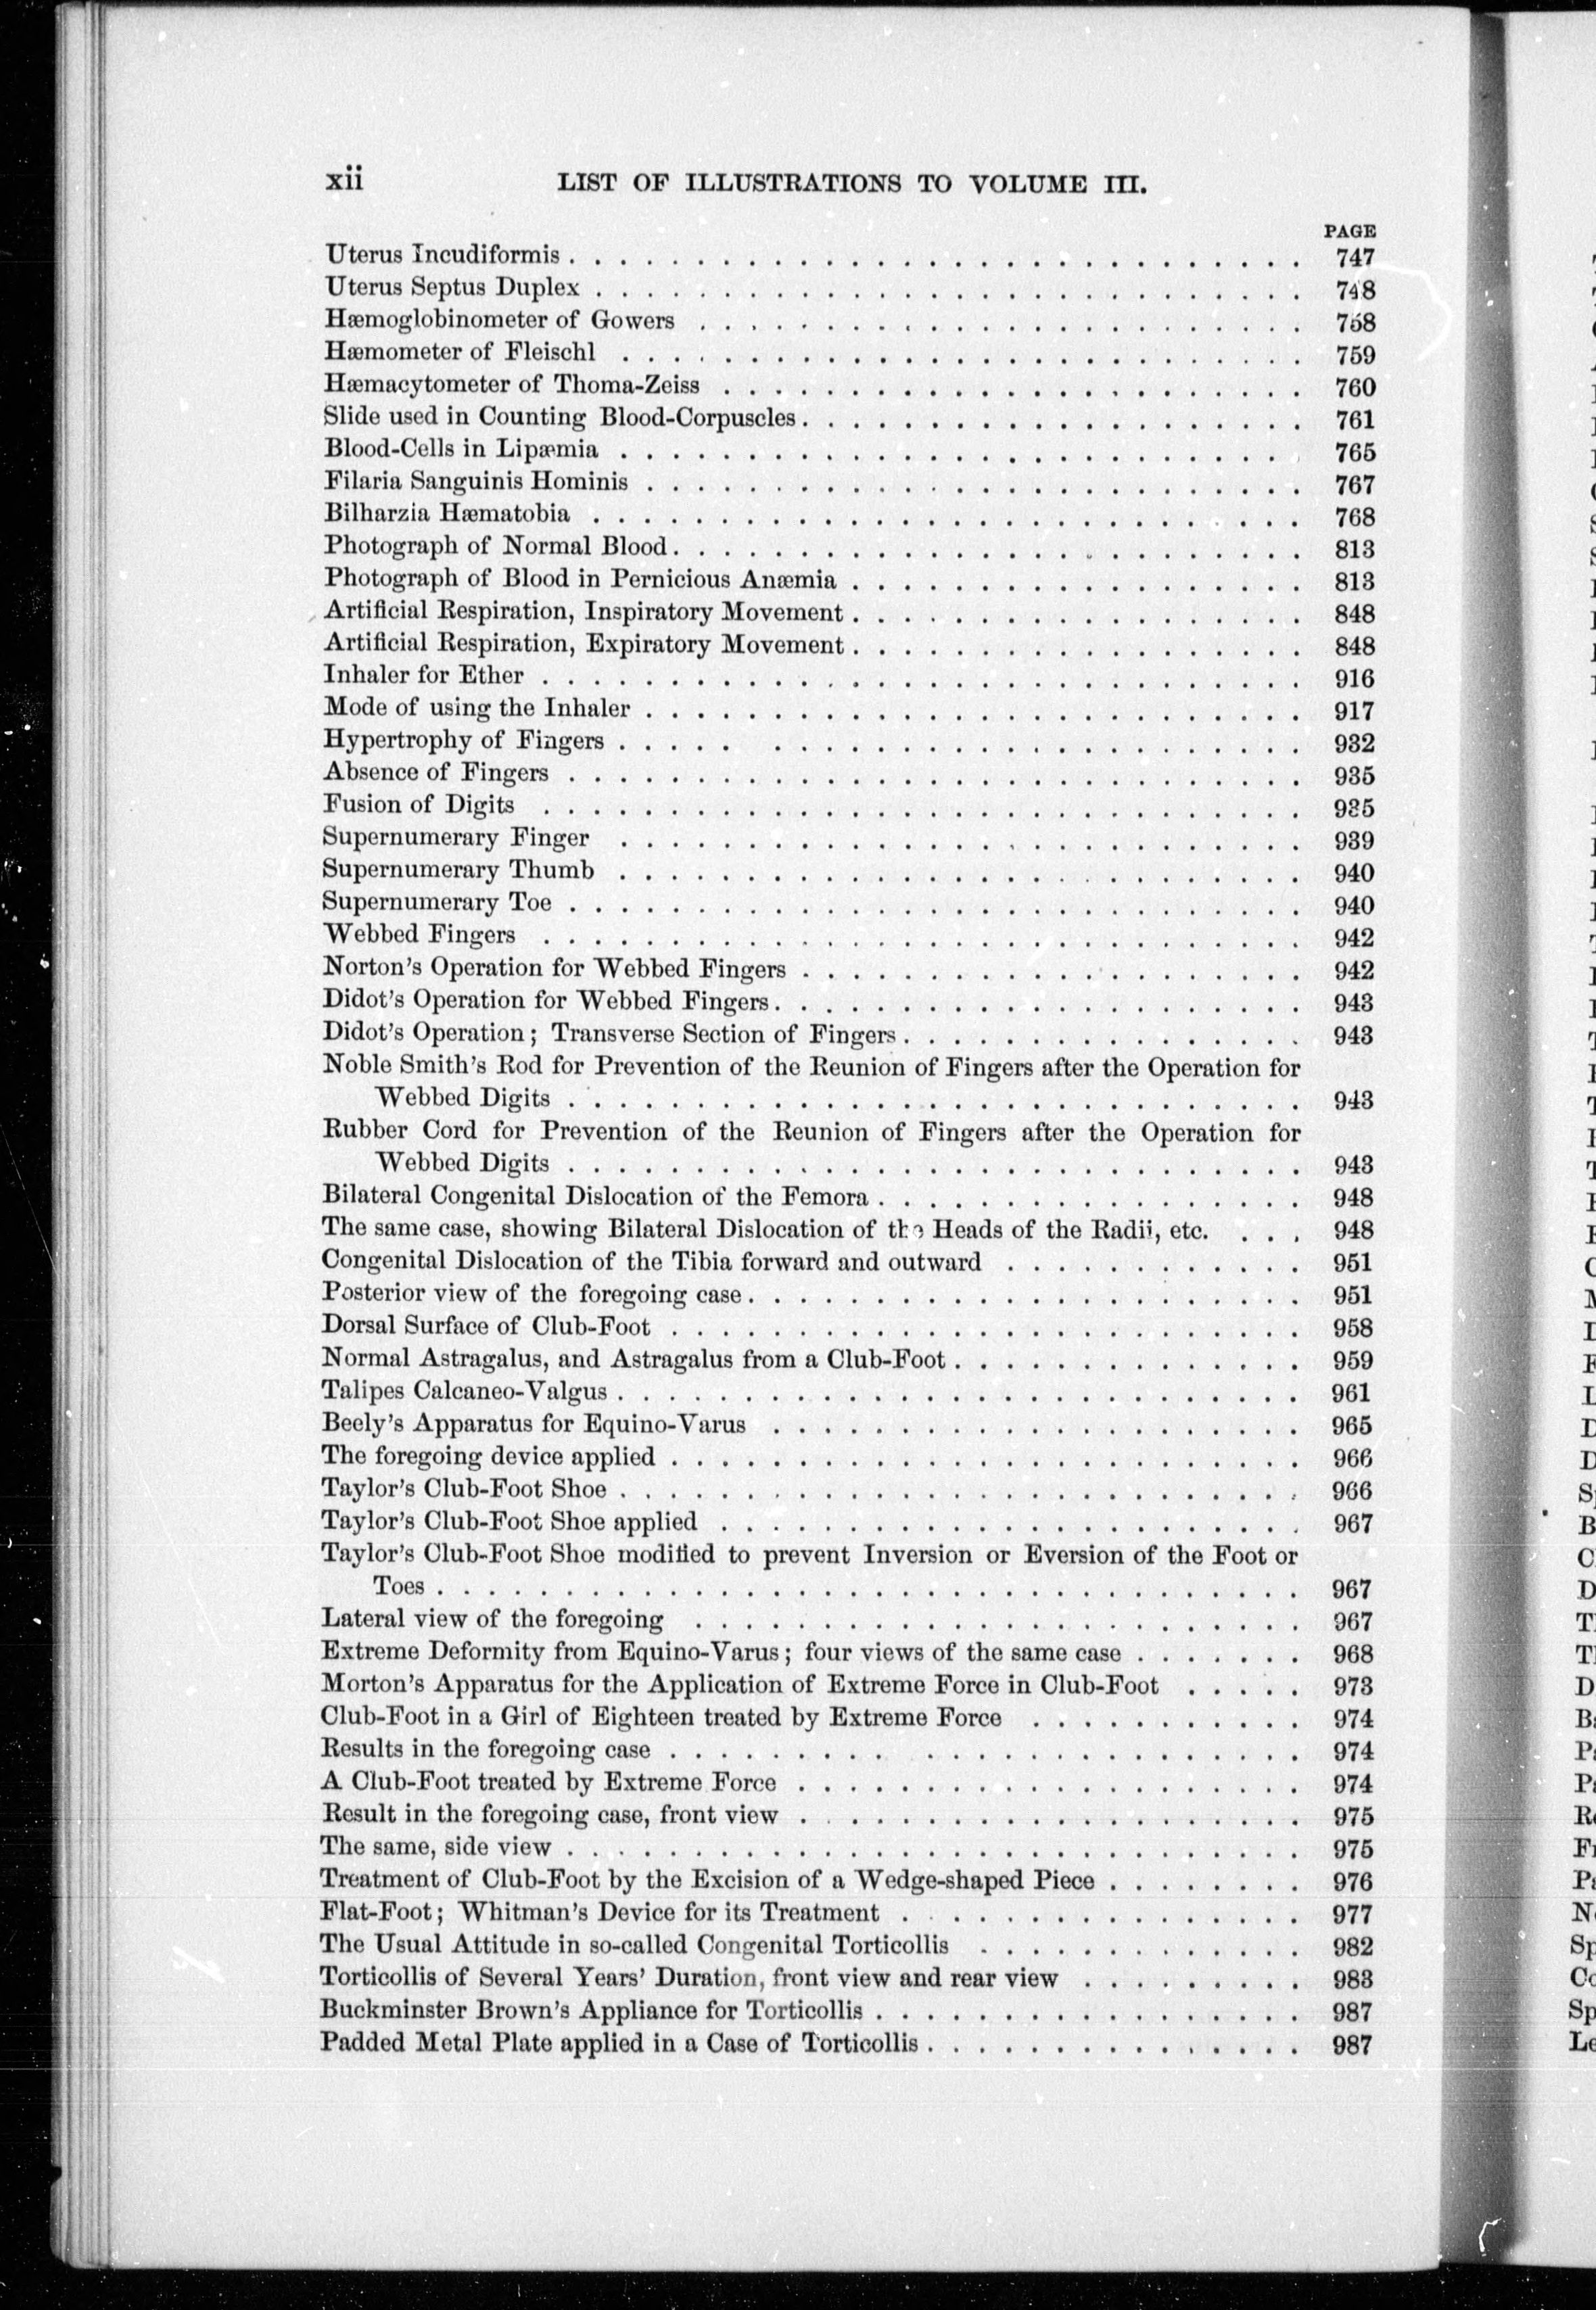 xii LIST OF ILLUSTRATIONS TO VOLUME III.
PAGE
Uterus Incudiformis . . . . . . . . . . . . . . . . . . . . 747
Uterus Septus Duplex . . . . . . . . . . . . . . . . . . . . 748
Hæmoglobinometer of Gowers . . . . . . . . . . . . . . . . . . . . 758
Hæmometer of Fleischl . . . . . . . . . . . . . . . . . . . . 759
Hæmacytometer of Thoma-Zeiss . . . . . . . . . . . . . . . . . . . . 760
Slide used in Counting Blood-Corpuscles . . . . . . . . . . . . . . . . . . . . 761
Blood-Cells in Lipæmia . . . . . . . . . . . . . . . . . . . . 765
Filaria Sanguinis Hominis . . . . . . . . . . . . . . . . . . . . 767
Bilharzia Hæmatobia . . . . . . . . . . . . . . . . . . . . 768
Photograph of Normal Blood . . . . . . . . . . . . . . . . . . . . 813
Photograph of Blood in Pernicious Anæmia . . . . . . . . . . . . . . . . . . 813
Artificial Respiration, Inspiratory Movement . . . . . . . . . . . . . . . . . . 848
Artificial Respiration, Expiratory Movement . . . . . . . . . . . . . . . . . . 848
Inhaler for Ether . . . . . . . . . . . . . . . . . . . . 916
Mode of using the Inhaler . . . . . . . . . . . . . . . . . . . . 917
Hypertrophy of Fingers . . . . . . . . . . . . . . . . . . . . 932
Absence of Fingers . . . . . . . . . . . . . . . . . . . . 935
Fusion of Digits . . . . . . . . . . . . . . . . . . . . 935
Supernumerary Finger . . . . . . . . . . . . . . . . . . . . 939
Supernumerary Thumb . . . . . . . . . . . . . . . . . . . . 940
Supernumerary Toe . . . . . . . . . . . . . . . . . . . . 940
Webbed Fingers . . . . . . . . . . . . . . . . . . . . 942
Norton's Operation for Webbed Fingers . . . . . . . . . . . . . . . . . . . . 942
Didot's Operation for Webbed Fingers . . . . . . . . . . . . . . . . . . . . 943
Didot's Operation; Transverse Section of Fingers . . . . . . . . . . . . . . . . 943
Noble Smith's Rod for Prevention of the Reunion of Fingers after the Operation for
Webbed Digits . . . . . . . . . . . . . . . . . . . . 943
Rubber Cord for Prevention of the Reunion of Fingers after the Operation for
Webbed Digits . . . . . . . . . . . . . . . . . . . . 943
Bilateral Congenital Dislocation of the Femora . . . . . . . . . . . . . . . . . 948
The same case, showing Bilateral Dislocation of the Heads of the Radii, etc. . . . 948
Congenital Dislocation of the Tibia forward and outward . . . . . . . . . . . . 951
Posterior view of the foregoing case . . . . . . . . . . . . . . . . . . . . 951
Dorsal Surface of Club-Foot . . . . . . . . . . . . . . . . . . . . 958
Normal Astragalus, and Astragalus from a Club-Foot . . . . . . . . . . . . . . 959
Talipes Calcaneo-Valgus . . . . . . . . . . . . . . . . . . . . 961
Beely's Apparatus for Equino-Varus . . . . . . . . . . . . . . . . . . . . 965
The foregoing device applied . . . . . . . . . . . . . . . . . . . . 966
Taylor's Club-Foot Shoe . . . . . . . . . . . . . . . . . . . . 966
Taylor's Club-Foot Shoe applied . . . . . . . . . . . . . . . . . . . . 967
Taylor's Club-Foot Shoe modified to prevent Inversion or Eversion of the Foot or
Toes . . . . . . . . . . . . . . . . . . . . 967
Lateral view of the foregoing . . . . . . . . . . . . . . . . . . . . 967
Extreme Deformity from Equino-Varus; four views of the same case . . . . . . . 968
Morton's Apparatus for the Application of Extreme Force in Club-Foot . . . . . 973
Club-Foot in a Girl of Eighteen treated by Extreme Force . . . . . . . . . . . 974
Results in the foregoing case . . . . . . . . . . . . . . . . . . . . 974
A Club-Foot treated by Extreme Force . . . . . . . . . . . . . . . . . . . . 974
Result in the foregoing case, front view . . . . . . . . . . . . . . . . . . . . 975
The same, side view . . . . . . . . . . . . . . . . . . . . 975
Treatment of Club-Foot by the Excision of a Wedge-shaped Piece . . . . . . . . 976
Flat-Foot; Whitman's Device for its Treatment . . . . . . . . . . . . . . . . 977
The Usual Attitude in so-called Congenital Torticollis . . . . . . . . . . . . . 982
Torticollis of Several Years' Duration, front view and rear view . . . . . . . . . 983
Buckminster Brown's Appliance for Torticollis . . . . . . . . . . . . . . . . . 987
Padded Metal Plate applied in a Case of Torticollis . . . . . . . . . . . . . . . 987